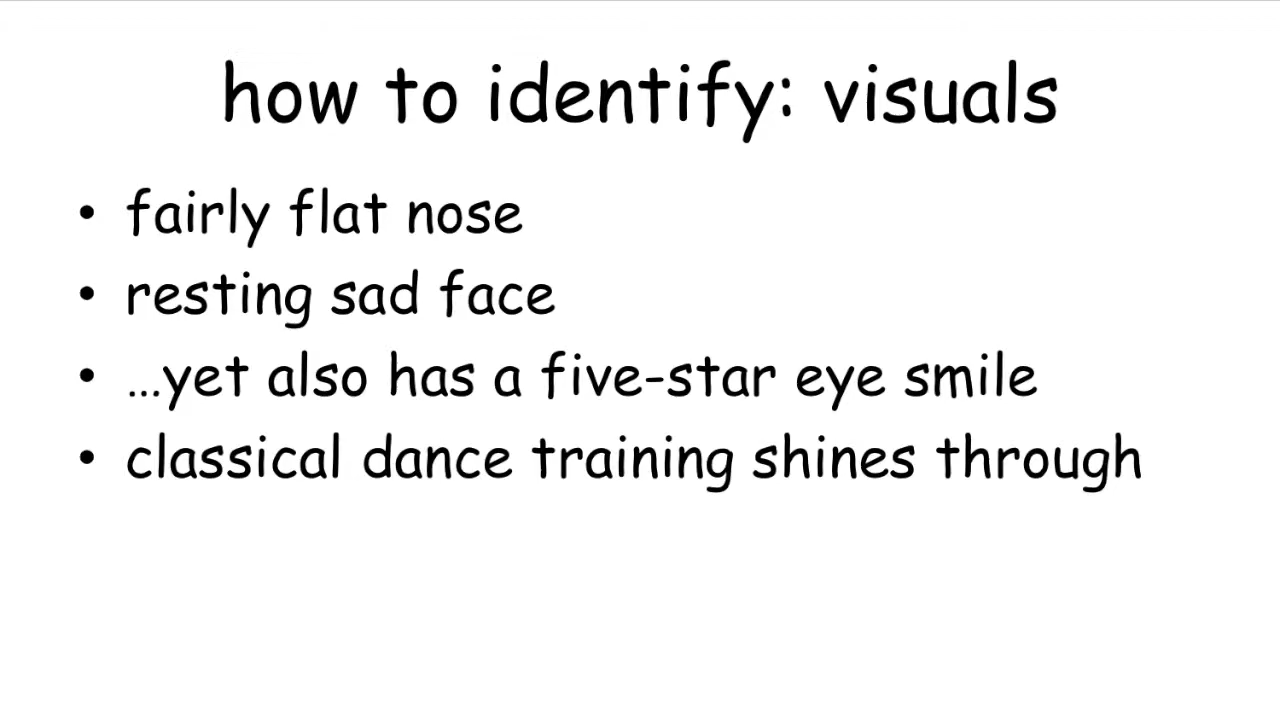 how to identify: visuals
• fairly flat nose
• resting sad face
• ...yet also has a five-star eye smile
• classical dance training shines through